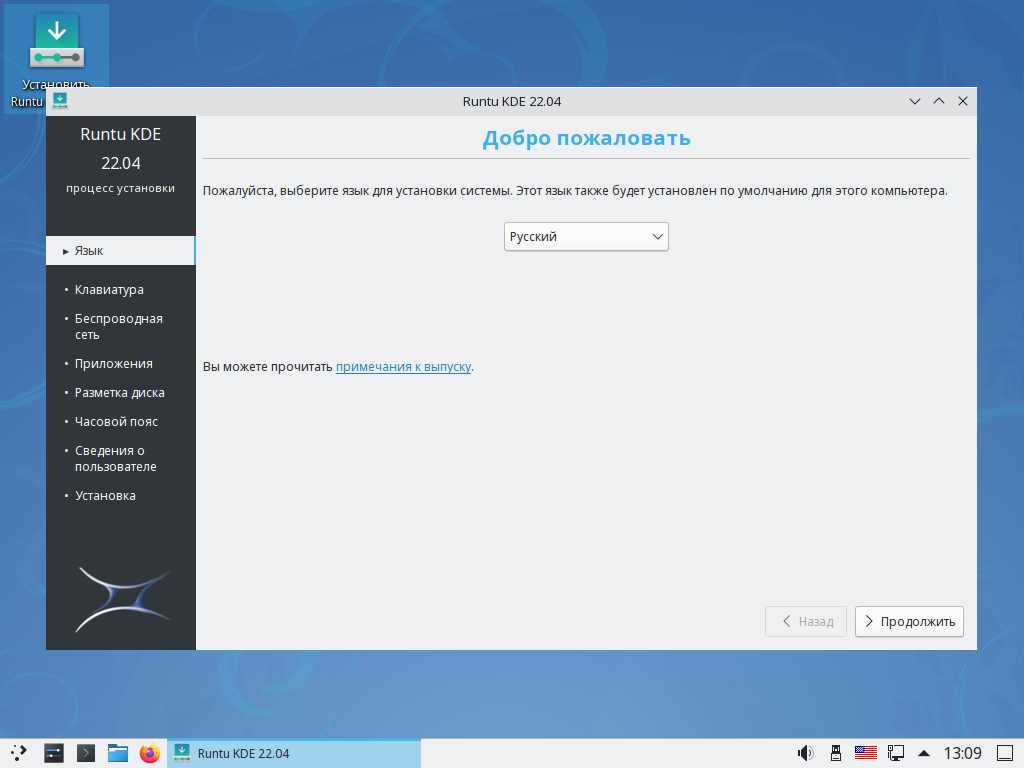 Установить
Runtu
Runtu KDE 22.04
Runtu KDE
22.04
процесс установки
Язык
Клавиатура
Беспроводная
сеть
Приложения
Разметка диска
Часовой пояс
Сведения о
пользователе
Установка
Добро пожаловать
Пожалуйста, выберите язык для установки системы. Этот язык также будет установлен по умолчанию для этого компьютера.
Русский
Вы можете прочитать примечания к выпуску.
Назад
Продолжить
Runtu KDE 22.04
13:09